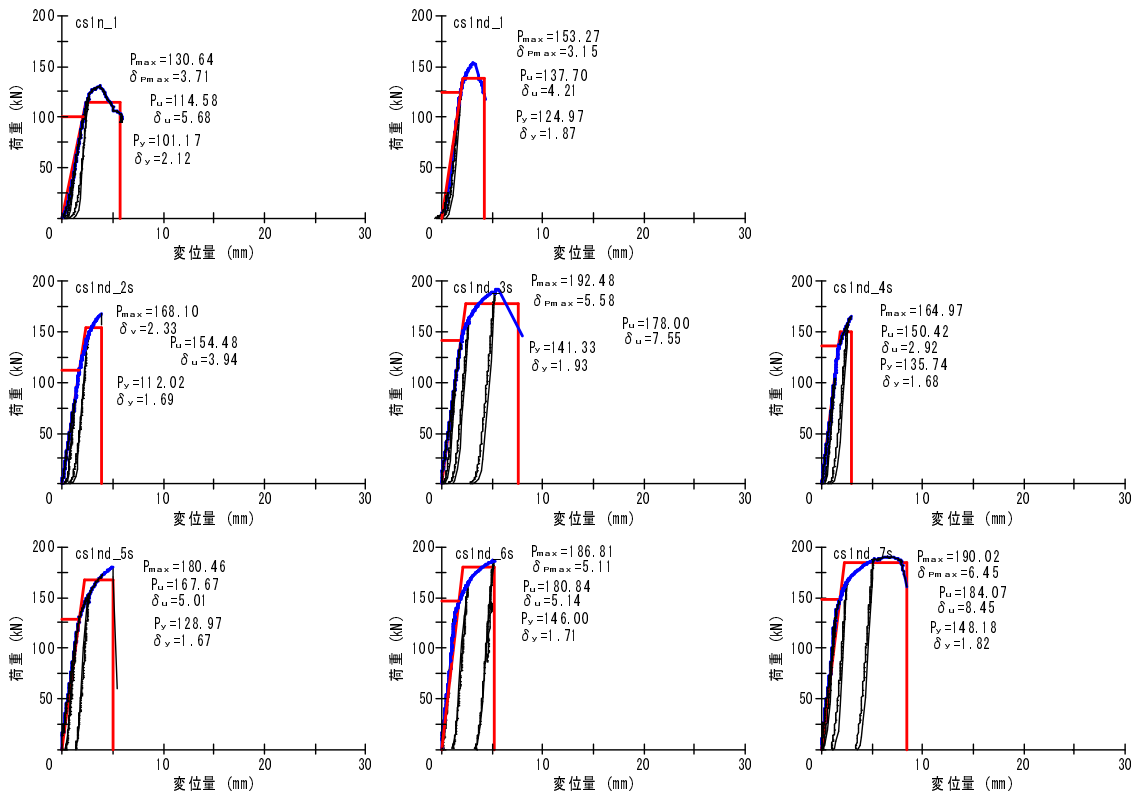 cs1n_1
Pmax=130.64
δPmax=3.71
Pu=114.58
δu=5.68
Py=101.17
δy=2.12
荷重 (kN)
200
150
100
50
0
10
20
30
変位量 (mm)
cs1nd_1
Pmax=153.27
δPmax=3.15
Pu=137.70
δu=4.21
Py=124.97
δy=1.87
荷重 (kN)
200
150
100
50
0
10
20
30
変位量 (mm)
cs1nd_2s
Pmax=168.10
δv=2.33
Pu=154.48
δu=3.94
Py=112.02
δy=1.69
荷重 (kN)
200
150
100
50
0
10
20
30
変位量 (mm)
cs1nd_3s
Pmax=192.48
δPmax=5.58
Pu=178.00
δu=7.55
Py=141.33
δy=1.93
荷重 (kN)
200
150
100
50
0
10
20
30
変位量 (mm)
cs1nd_4s
Pmax=164.97
Pu=150.42
δu=2.92
Py=135.74
δy=1.68
荷重 (kN)
200
150
100
50
0
10
20
30
変位量 (mm)
cs1nd_5s
Pmax=180.46
Pu=167.67
δu=5.01
Py=128.97
δy=1.67
荷重 (kN)
200
150
100
50
0
10
20
30
変位量 (mm)
cs1nd_6s
Pmax=186.81
δPmax=5.11
Pu=180.84
δu=5.14
Py=146.00
δy=1.71
荷重 (kN)
200
150
100
50
0
10
20
30
変位量 (mm)
cs1nd_7s
Pmax=190.02
δPmax=6.45
Pu=184.07
δu=8.45
Py=148.18
δy=1.82
荷重 (kN)
200
150
100
50
0
10
20
30
変位量 (mm)